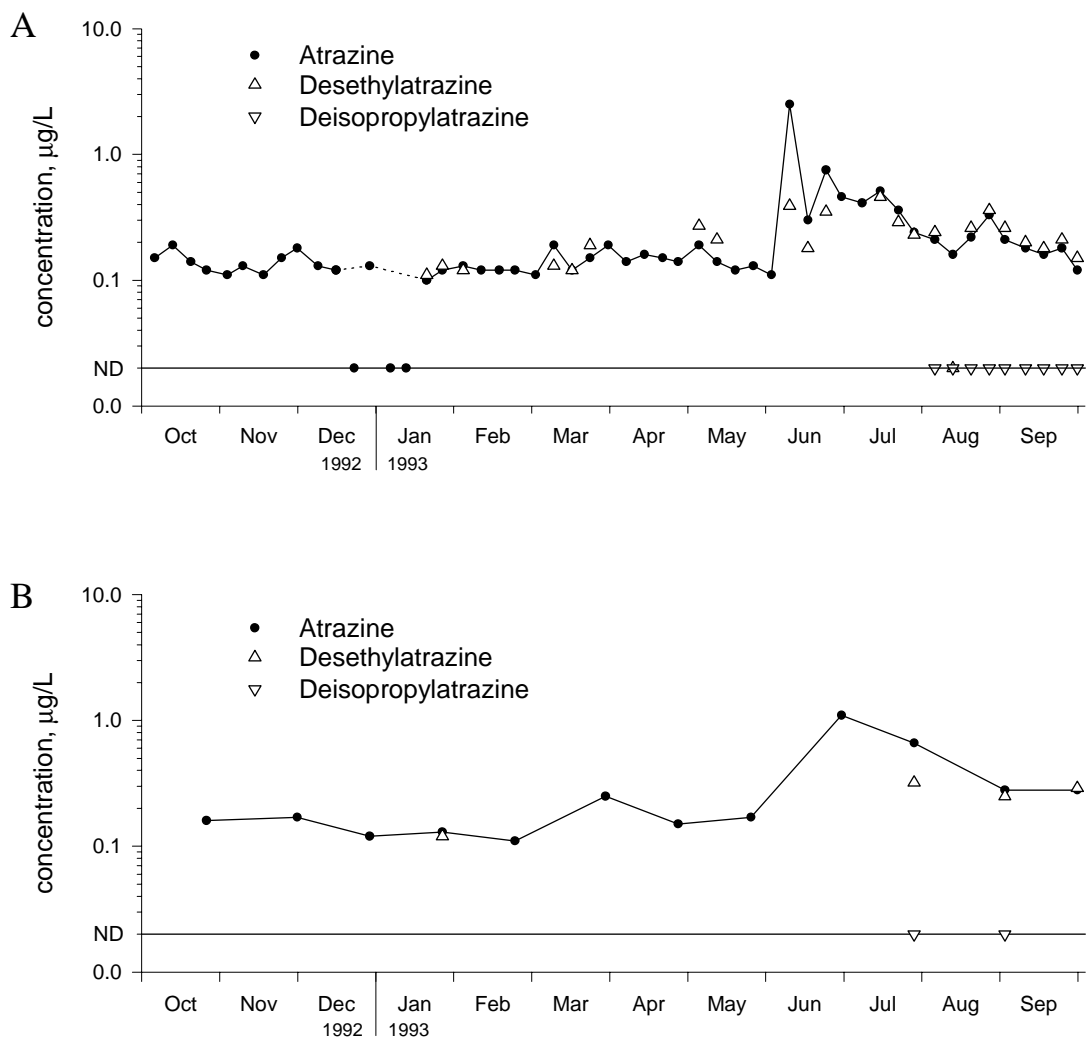 A
10.0
Atrazine
Desethylatrazine
Deisopropylatrazine
1.0
concentration, µg/L
0.1
ND
0.0
Oct Nov Dec Jan Feb Mar Apr May Jun Jul Aug Sep
1992 1993
B
10.0
Atrazine
Desethylatrazine
Deisopropylatrazine
1.0
concentration, µg/L
0.1
ND
0.0
Oct Nov Dec Jan Feb Mar Apr May Jun Jul Aug Sep
1992 1993